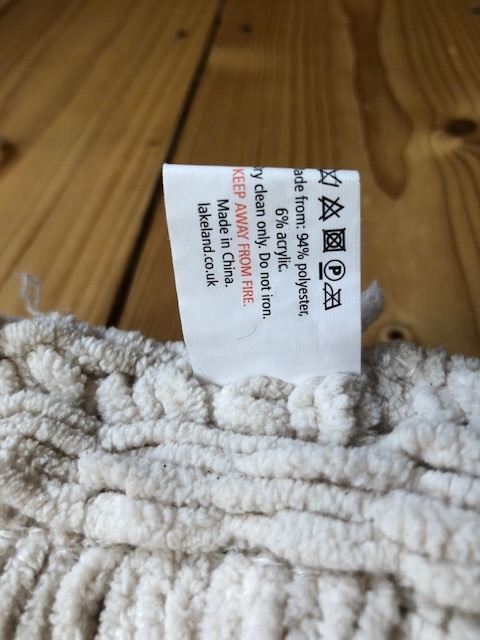 P
ade from: 94% polyester,
6% acrylic.
ry clean only. Do not iron.
KEEP AWAY FROM FIRE.
Made in China.
lakeland.co.uk